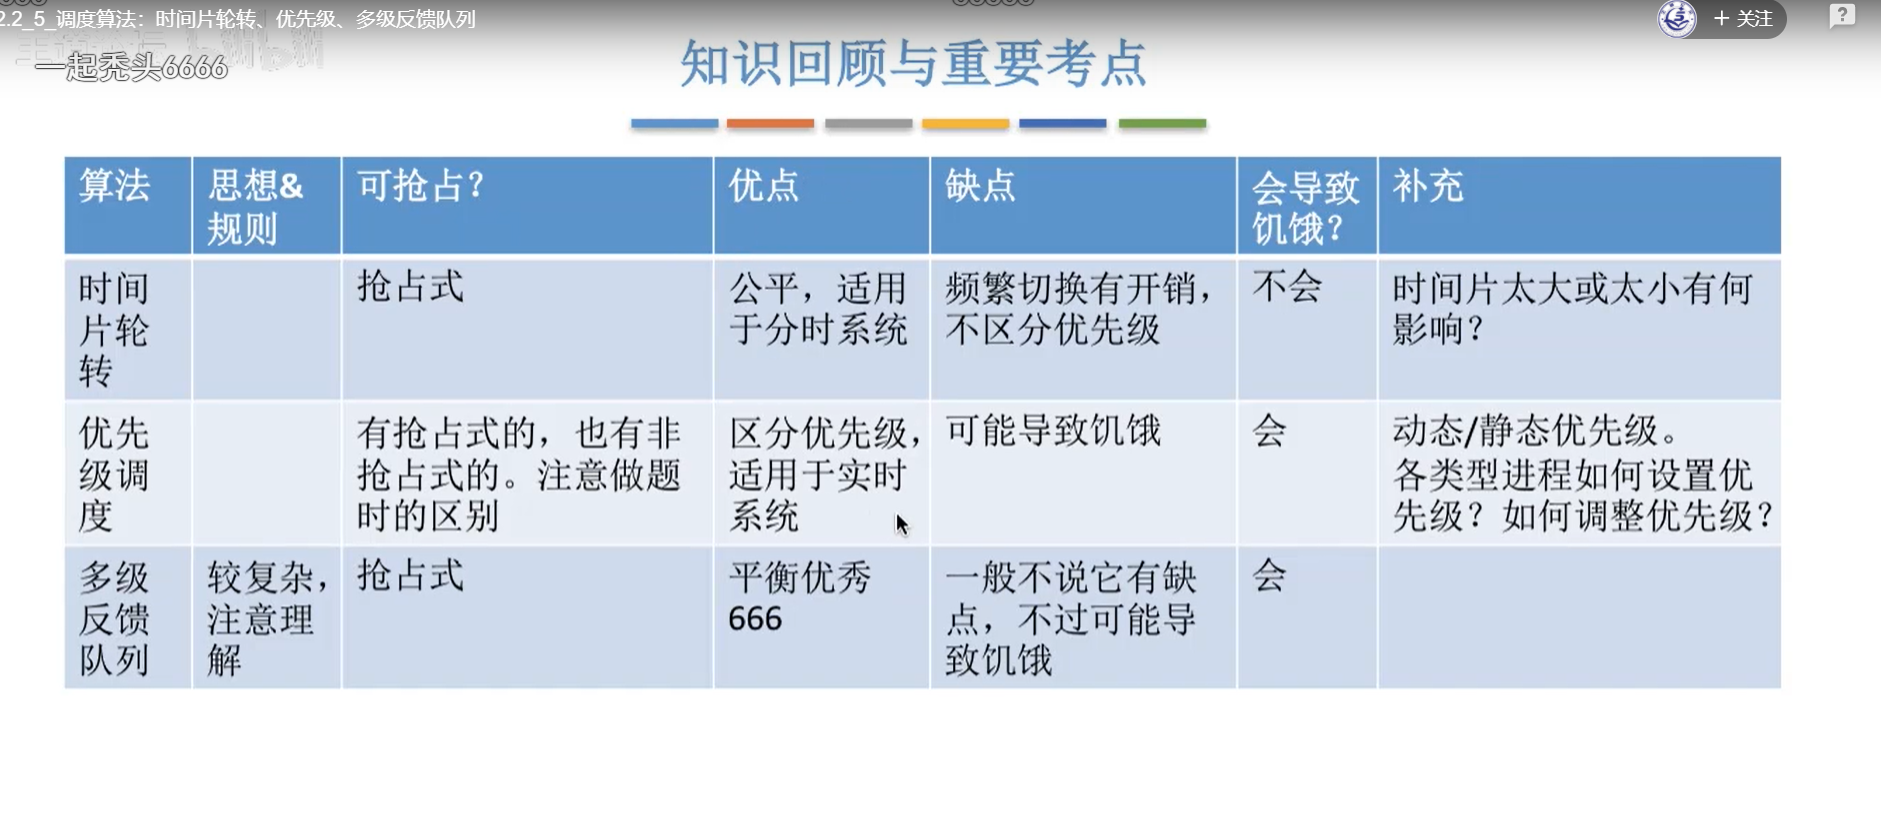 2.2_5_调度算法：时间片轮转、优先级、多级反馈队列
+ 关注
一起秃头6666
知识回顾与重要考点
算法
思想&
规则
可抢占？
优点
缺点
会导致
饥饿？
补充
时间
片轮
转
抢占式
公平，适用
于分时系统
频繁切换有开销，
不区分优先级
不会
时间片太大或太小有何
影响？
优先
级调
度
有抢占式的，也有非
抢占式的。注意做题
时的区别
区分优先级，
适用于实时
系统
可能导致饥饿
会
动态/静态优先级。
各类型进程如何设置优
先级？如何调整优先级？
多级
反馈
队列
较复杂，
注意理
解
抢占式
平衡优秀
666
一般不说它有缺
点，不过可能导
致饥饿
会